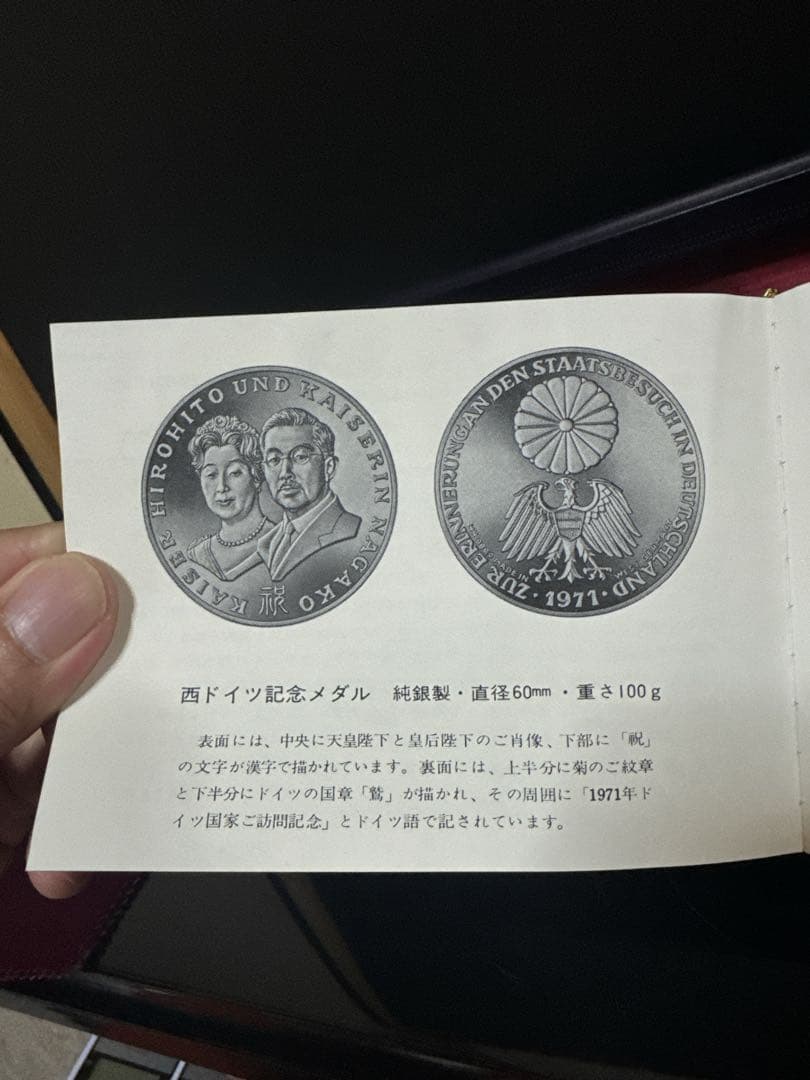 KAISER HIROHITO UND KAISERIN NAGAKO
祝
ZUR ERINNERUNG AN DEN STAATSBESUCH IN DEUTSCHLAND
・1971・
MADE IN
西ドイツ記念メダル 純銀製・直径60mm・重さ100g
表面には、中央に天皇陛下と皇后陛下のご肖像、下部に「祝」
の文字が漢字で描かれています。裏面には、上半分に菊のご紋章
と下半分にドイツの国章「鷲」が描かれ、その周囲に「1971年ド
イツ国家ご訪問記念」とドイツ語で記されています。